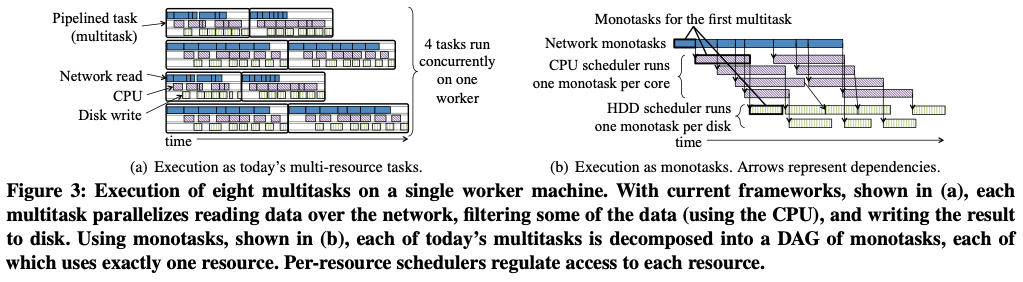 Pipelined task
(multitask)
Network read
CPU
Disk write
time
4 tasks run
concurrently
on one
worker
(a) Execution as today's multi-resource tasks.
Monotasks for the first multitask
Network monotasks
CPU scheduler runs
one monotask per core
HDD scheduler runs
one monotask per disk
time
(b) Execution as monotasks. Arrows represent dependencies.
Figure 3: Execution of eight multitasks on a single worker machine. With current frameworks, shown in (a), each
multitask parallelizes reading data over the network, filtering some of the data (using the CPU), and writing the result
to disk. Using monotasks, shown in (b), each of today's multitasks is decomposed into a DAG of monotasks, each of
which uses exactly one resource. Per-resource schedulers regulate access to each resource.